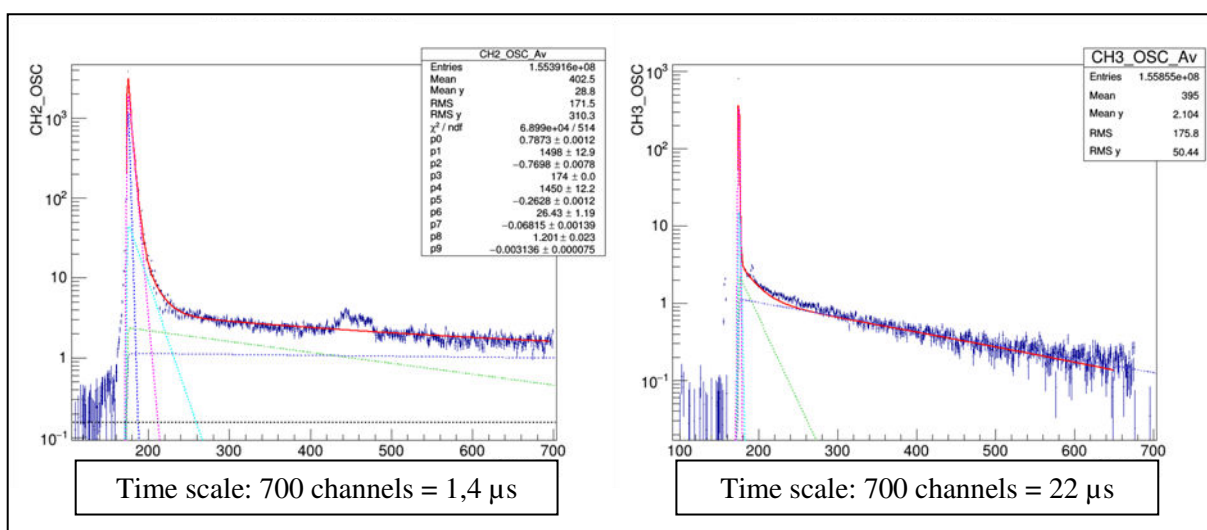 CH2_OSC_Av
Entries 1.553916e+08
Mean 402.5
Mean y 28.8
RMS 171.5
RMS y 310.3
χ² / ndf 6.899e+04 / 514
p0 0.7873 ± 0.0012
p1 1498 ± 12.9
p2 −0.7698 ± 0.0078
p3 174 ± 0.0
p4 1450 ± 12.2
p5 −0.2628 ± 0.0012
p6 26.43 ± 1.19
p7 −0.06815 ± 0.00139
p8 1.201 ± 0.023
p9 −0.003136 ± 0.000075
CH2_OSC
10³
10²
10
1
10⁻¹
200 300 400 500 600 700
Time scale: 700 channels = 1,4 µs
CH3_OSC_Av
Entries 1.55855e+08
Mean 395
Mean y 2.104
RMS 175.8
RMS y 50.44
CH3_OSC
10³
10²
10
1
10⁻¹
100 200 300 400 500 600 700
Time scale: 700 channels = 22 µs